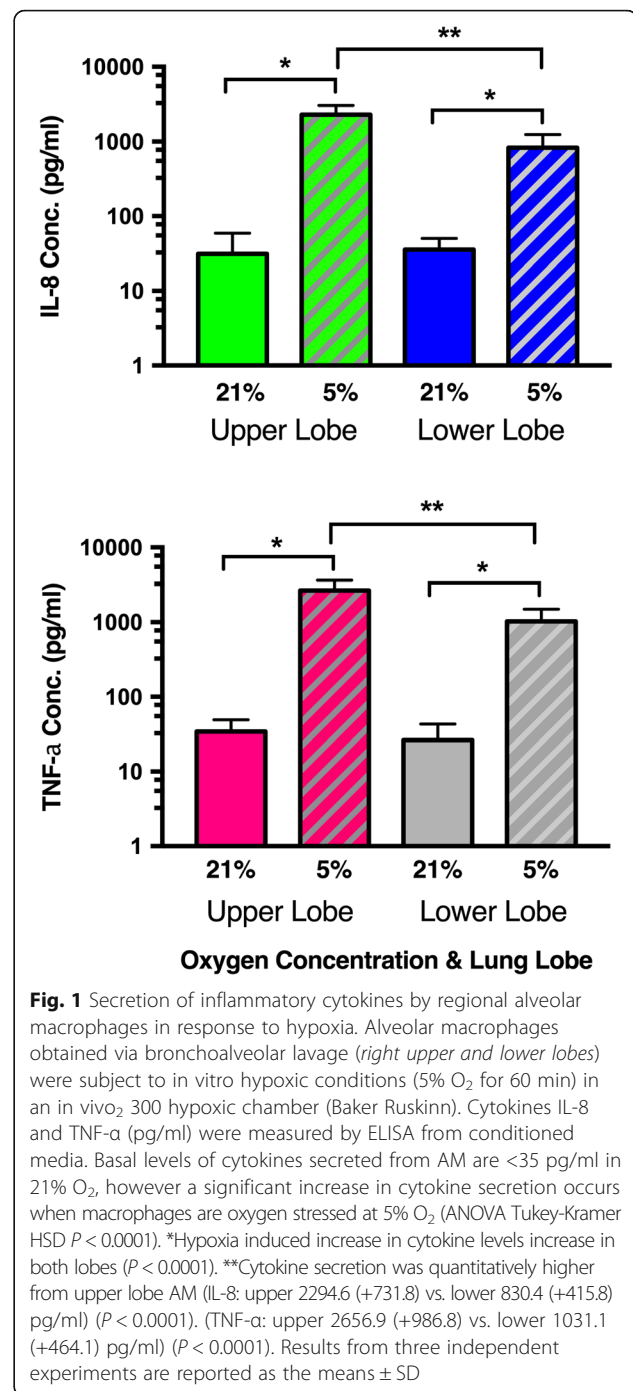 **
*
*
10000
1000
100
10
1
IL-8 Conc. (pg/ml)
21% 5% 21% 5%
Upper Lobe Lower Lobe
**
*
*
10000
1000
100
10
1
TNF-a Conc. (pg/ml)
21% 5% 21% 5%
Upper Lobe Lower Lobe
Oxygen Concentration & Lung Lobe
Fig. 1 Secretion of inflammatory cytokines by regional alveolar
macrophages in response to hypoxia. Alveolar macrophages
obtained via bronchoalveolar lavage (right upper and lower lobes)
were subject to in vitro hypoxic conditions (5% O₂ for 60 min) in
an in vivo₂ 300 hypoxic chamber (Baker Ruskinn). Cytokines IL-8
and TNF-α (pg/ml) were measured by ELISA from conditioned
media. Basal levels of cytokines secreted from AM are <35 pg/ml in
21% O₂, however a significant increase in cytokine secretion occurs
when macrophages are oxygen stressed at 5% O₂ (ANOVA Tukey-Kramer
HSD P < 0.0001). *Hypoxia induced increase in cytokine levels increase in
both lobes (P < 0.0001). **Cytokine secretion was quantitatively higher
from upper lobe AM (IL-8: upper 2294.6 (+731.8) vs. lower 830.4 (+415.8)
pg/ml) (P < 0.0001). (TNF-α: upper 2656.9 (+986.8) vs. lower 1031.1
(+464.1) pg/ml) (P < 0.0001). Results from three independent
experiments are reported as the means ± SD